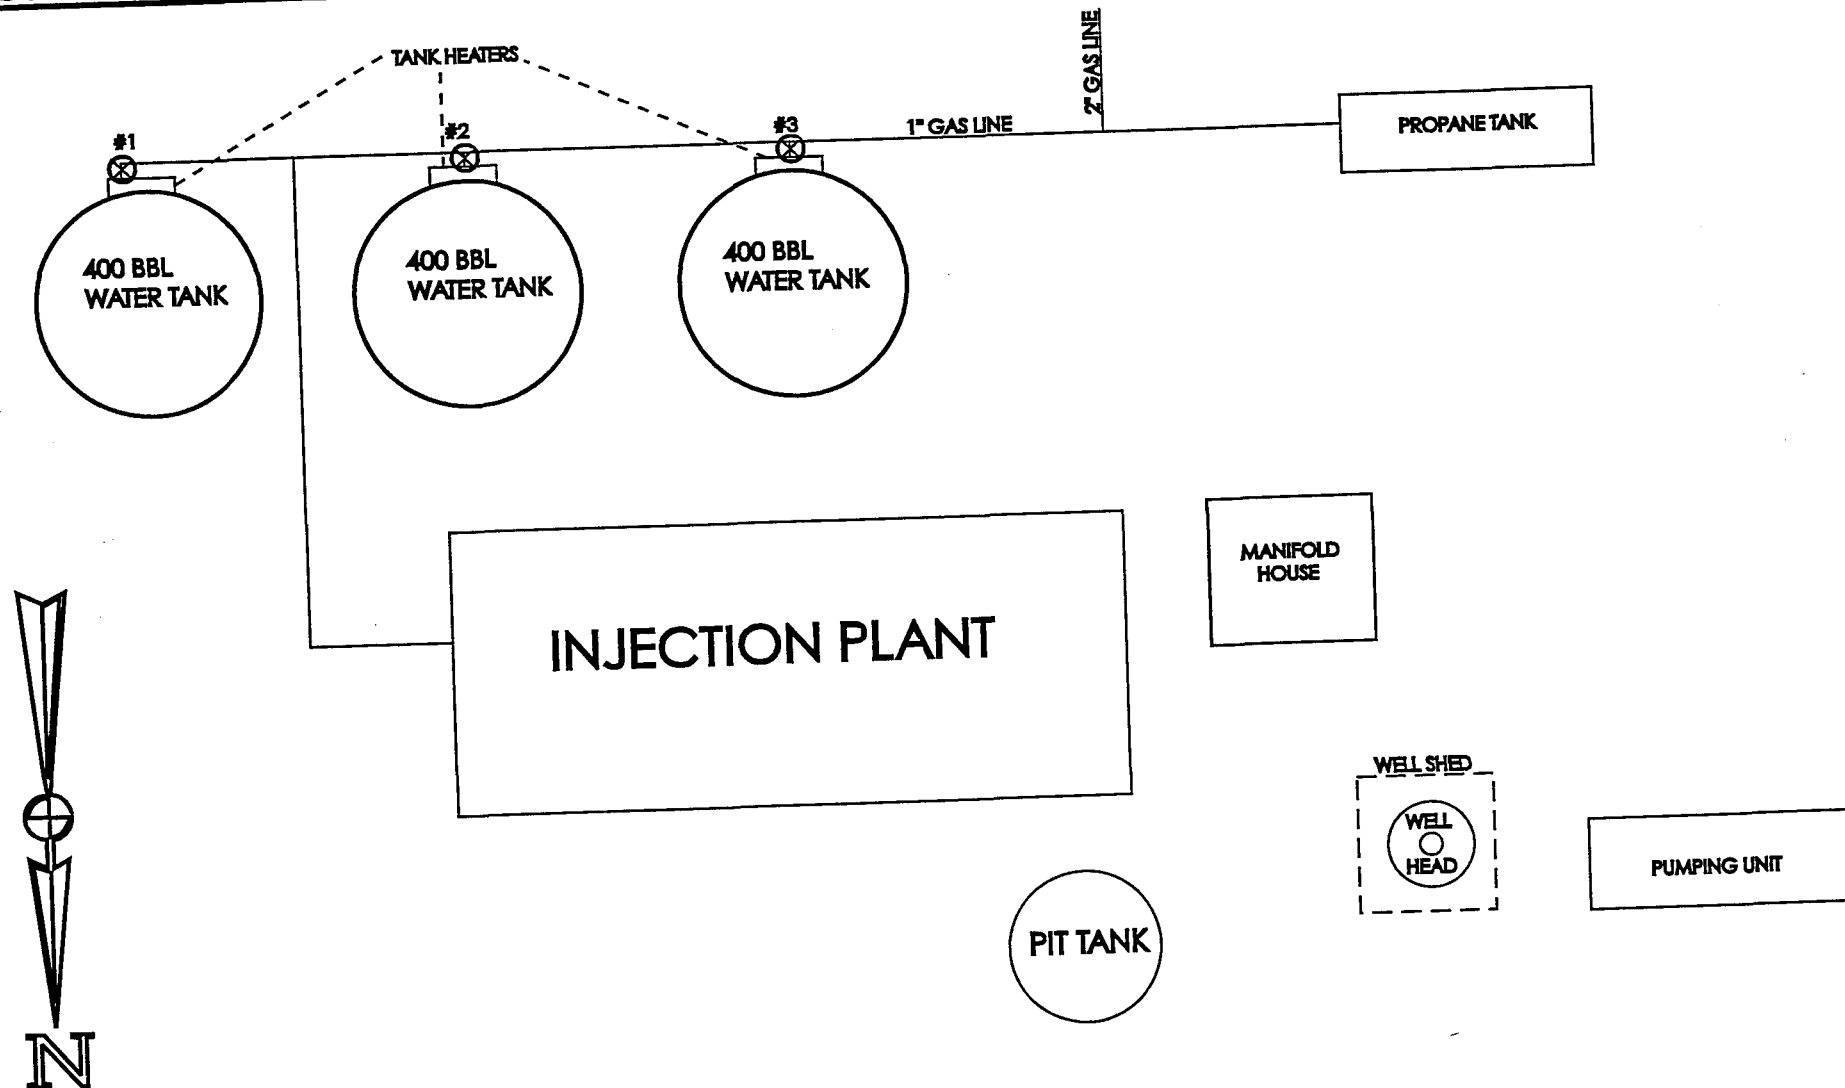 TANK HEATERS
2" GAS LINE
#1
#2
#3
1" GAS LINE
PROPANE TANK
400 BBL
WATER TANK
400 BBL
WATER TANK
400 BBL
WATER TANK
MANIFOLD
HOUSE
INJECTION PLANT
WELL SHED
WELL
HEAD
PUMPING UNIT
PIT TANK
N